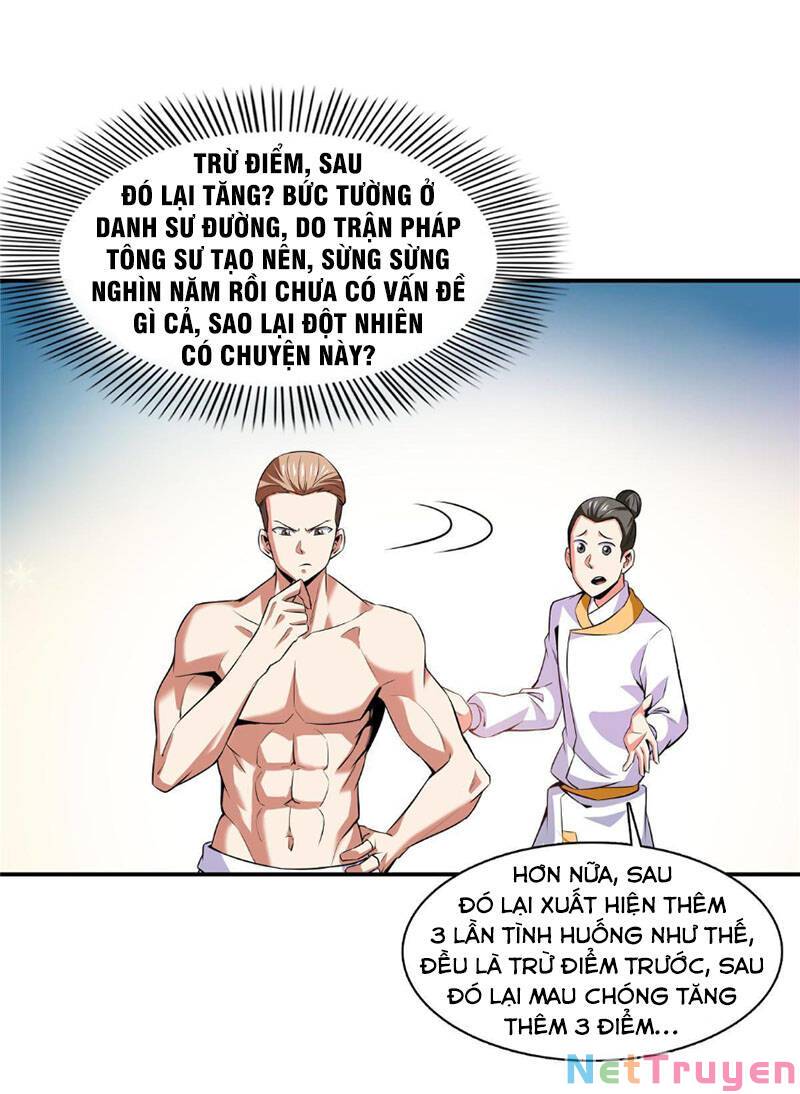 TRỪ ĐIỂM, SAU
ĐÓ LẠI TĂNG? BỨC TƯỜNG Ở
DANH SƯ ĐƯỜNG, DO TRẬN PHÁP
TÔNG SƯ TẠO NÊN, SỪNG SỪNG
NGHÌN NĂM RỒI CHƯA CÓ VẤN ĐỀ
GÌ CẢ, SAO LẠI ĐỘT NHIÊN
CÓ CHUYỆN NÀY?
HƠN NỮA, SAU
ĐÓ LẠI XUẤT HIỆN THÊM
3 LẦN TÌNH HUỐNG NHƯ THẾ,
ĐỀU LÀ TRỪ ĐIỂM TRƯỚC, SAU
ĐÓ LẠI MAU CHÓNG TĂNG
THÊM 3 ĐIỂM...
NetTruyen